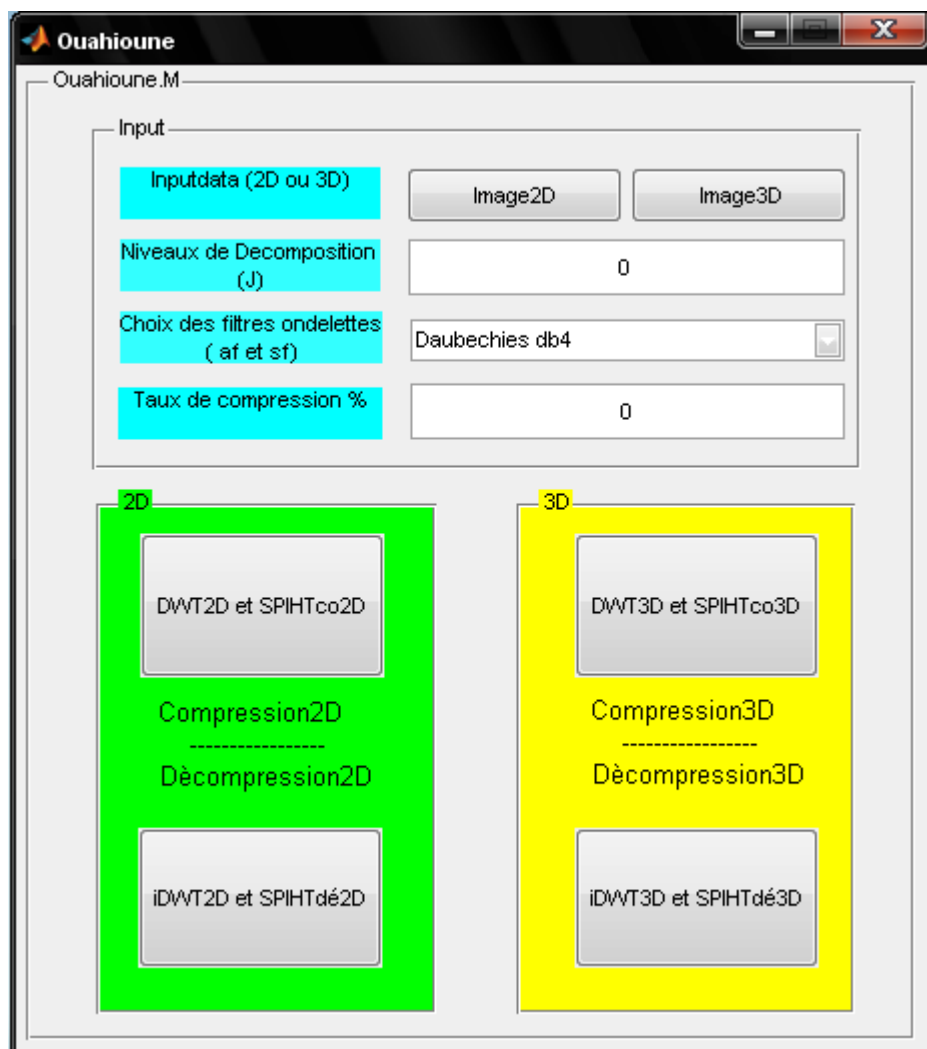 Ouahioune
Ouahioune.M
Input
Inputdata (2D ou 3D)
Image2D
Image3D
Niveaux de Decomposition
(J)
0
Choix des filtres ondelettes
( af et sf)
Daubechies db4
Taux de compression %
0
2D
DWT2D et SPIHTco2D
Compression2D
-----------------
Dècompression2D
iDWT2D et SPIHTdé2D
3D
DWT3D et SPIHTco3D
Compression3D
-----------------
Dècompression3D
iDWT3D et SPIHTdé3D